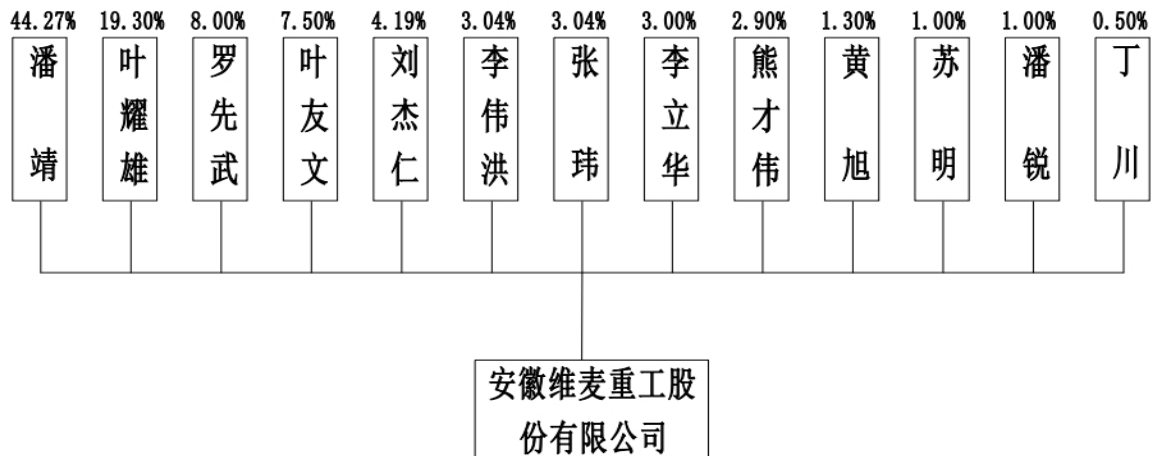 44.27% 19.30% 8.00% 7.50% 4.19% 3.04% 3.04% 3.00% 2.90% 1.30% 1.00% 1.00% 0.50%
潘靖
叶耀雄
罗先武
叶友文
刘杰仁
李伟洪
张玮
李立华
熊才伟
黄旭
苏明
潘锐
丁川
安徽维麦重工股
份有限公司